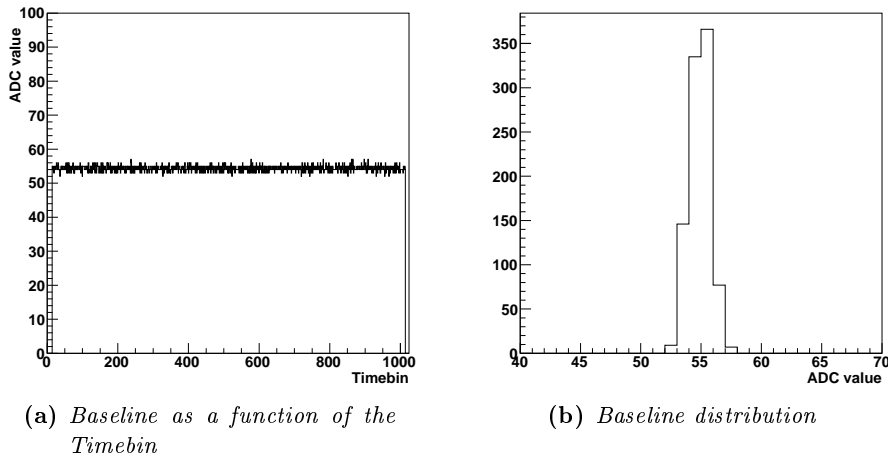 ADC value
100
90
80
70
60
50
40
30
20
10
0
0 200 400 600 800 1000
Timebin
(a) Baseline as a function of the
Timebin
350
300
250
200
150
100
50
0
40 45 50 55 60 65 70
ADC value
(b) Baseline distribution